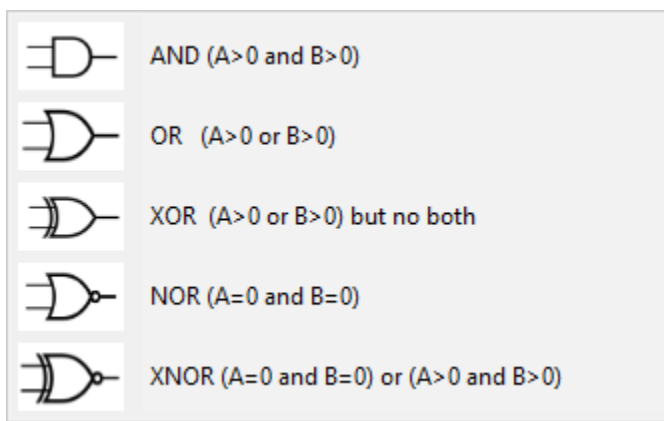 AND (A>0 and B>0)
OR (A>0 or B>0)
XOR (A>0 or B>0) but no both
NOR (A=0 and B=0)
XNOR (A=0 and B=0) or (A>0 and B>0)